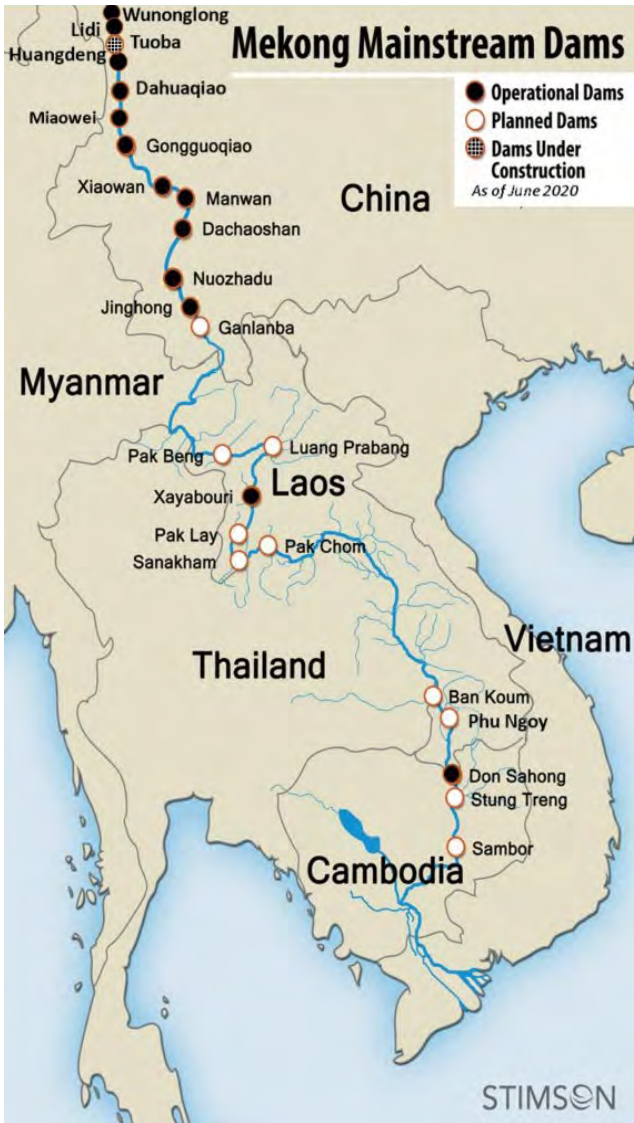 Mekong Mainstream Dams
Operational Dams
Planned Dams
Dams Under
Construction
As of June 2020
Wunonglong
Lidi
Tuoba
Huangdeng
Dahuaqiao
Miaowei
Gongguoqiao
Xiaowan
Manwan
China
Dachaoshan
Nuozhadu
Jinghong
Ganlanba
Myanmar
Luang Prabang
Pak Beng
Laos
Xayabouri
Pak Lay
Pak Chom
Sanakham
Vietnam
Thailand
Ban Koum
Phu Ngoy
Don Sahong
Stung Treng
Sambor
Cambodia
STIMSON